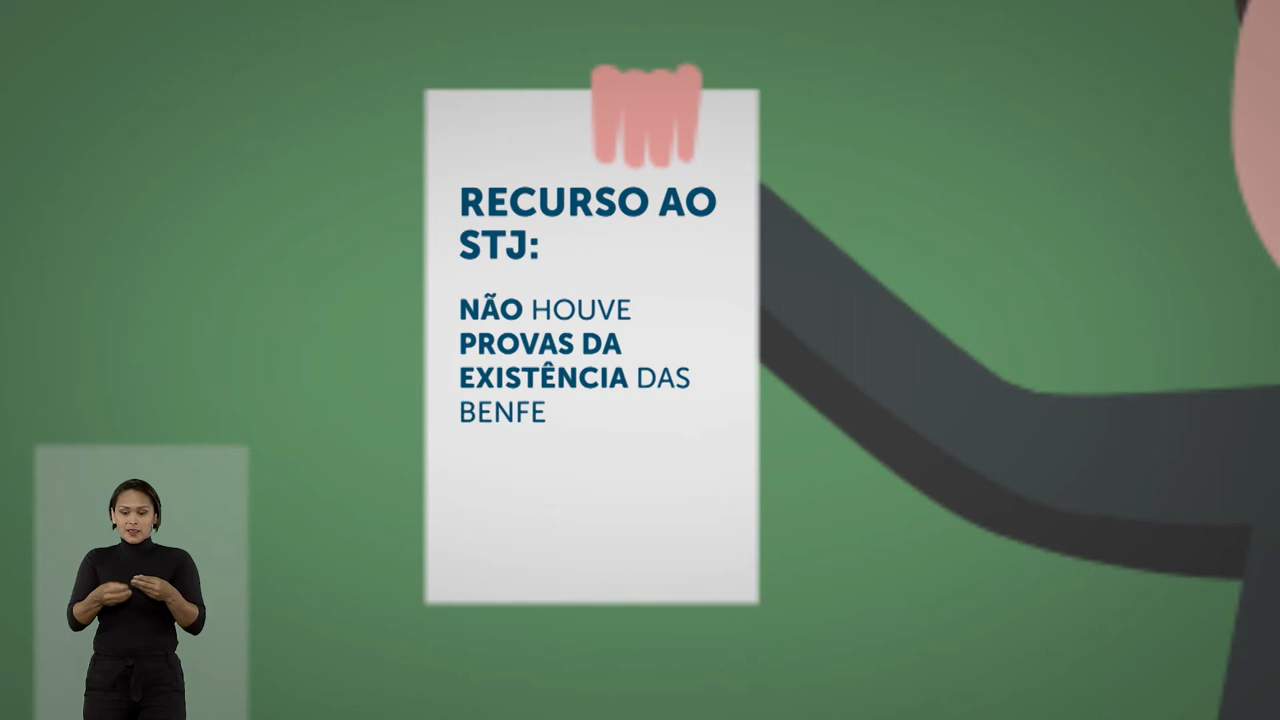 RECURSO AO
STJ:
NÃO HOUVE
PROVAS DA
EXISTÊNCIA DAS
BENFE